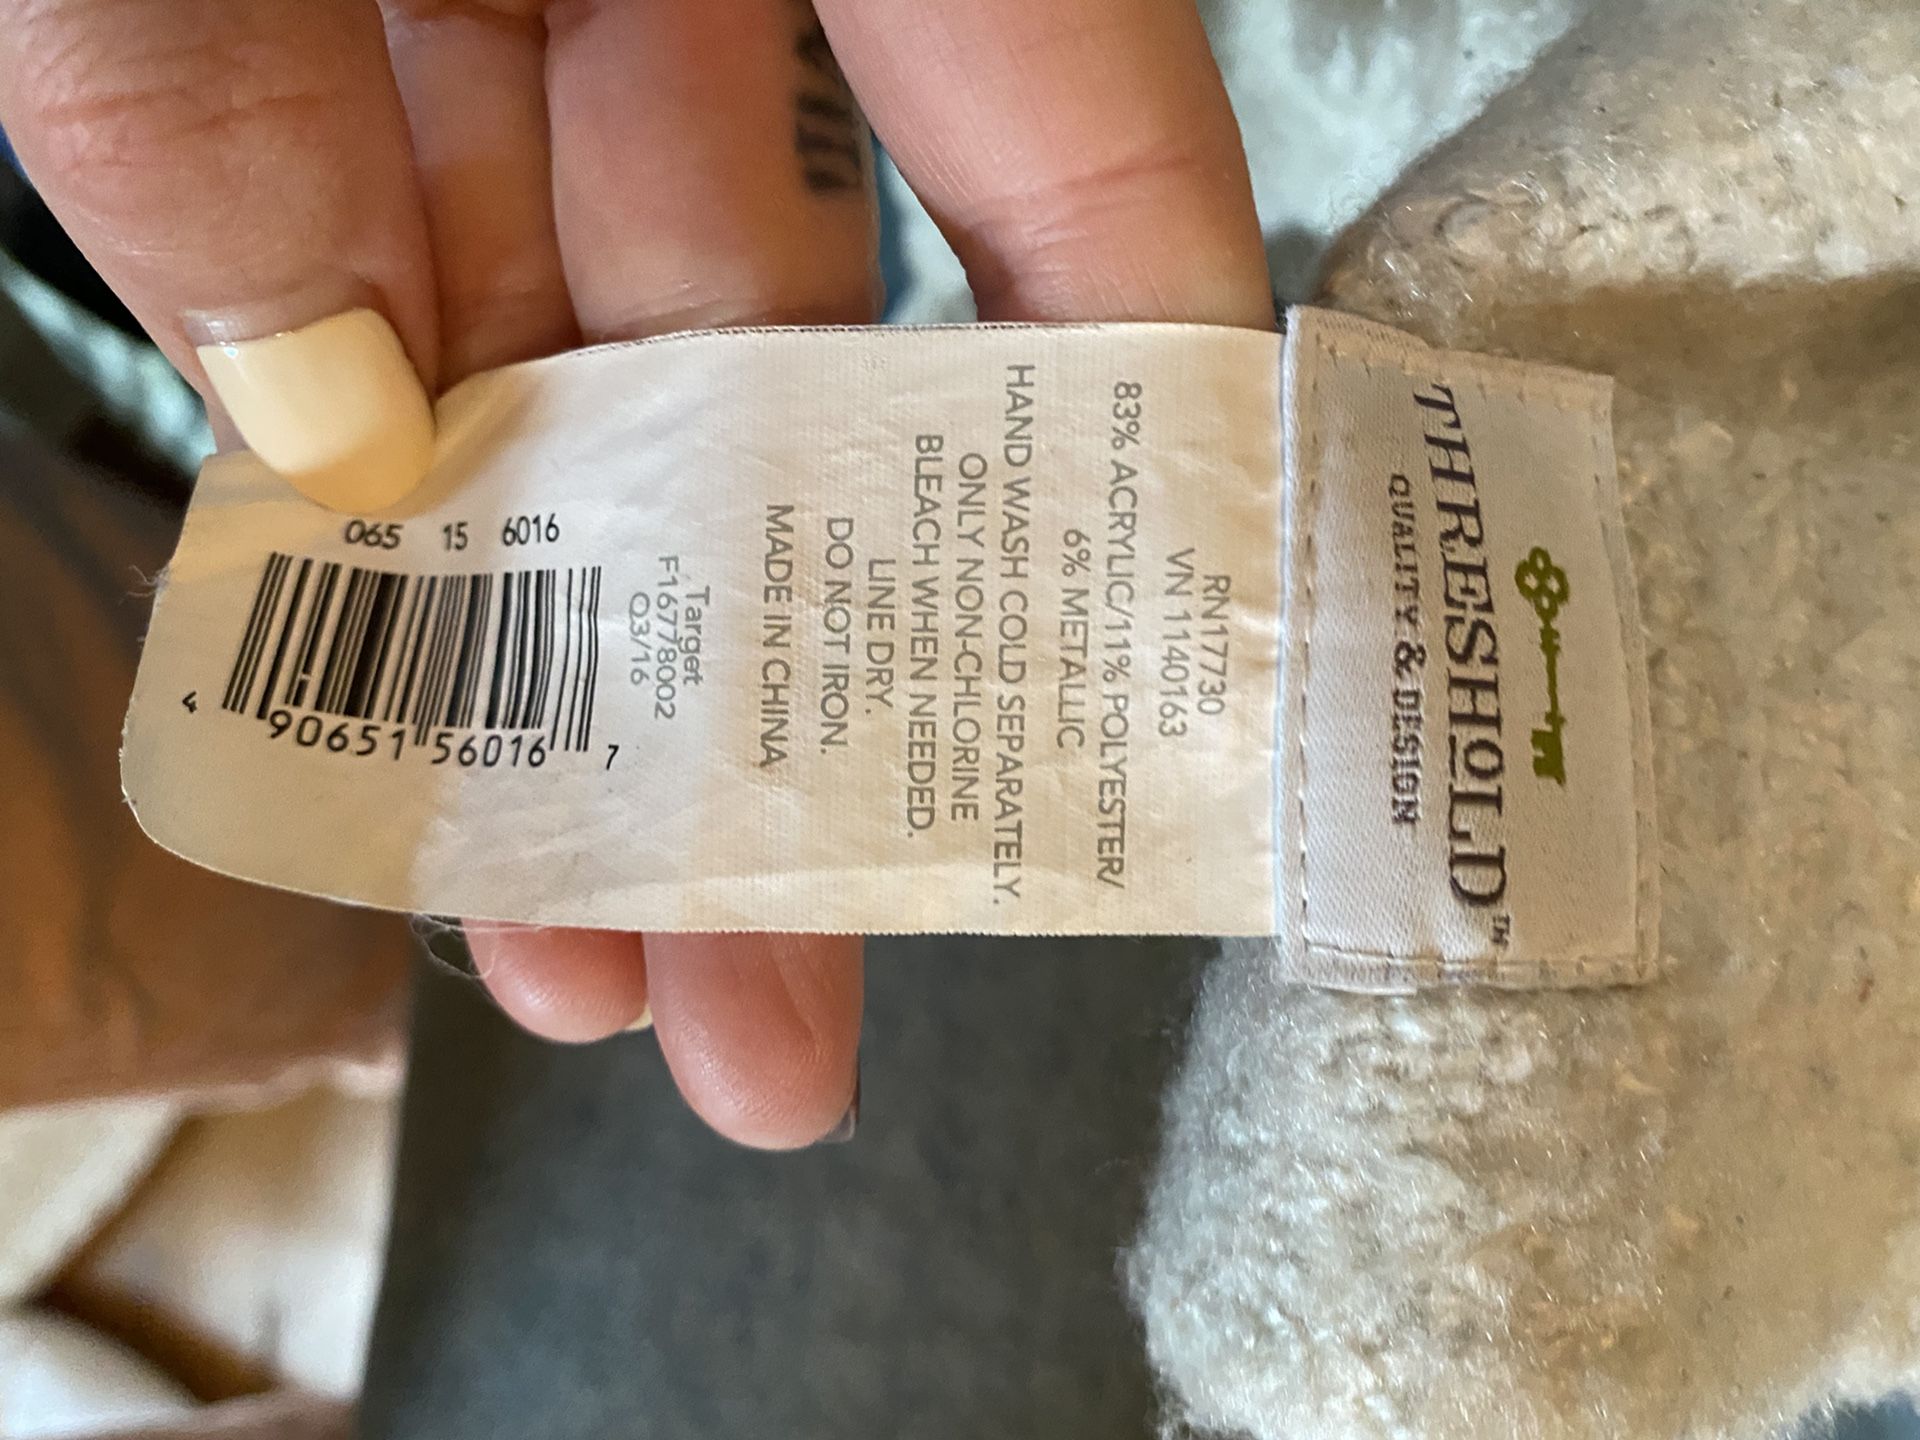 THRESHOLD™
QUALITY & DESIGN
RN17730
VN 1140163
83% ACRYLIC/11% POLYESTER/
6% METALLIC
HAND WASH COLD SEPARATELY.
ONLY NON-CHLORINE
BLEACH WHEN NEEDED.
LINE DRY.
DO NOT IRON.
MADE IN CHINA
Target
F16778002
Q3/16
065 15 6016
4 90651 56016 7